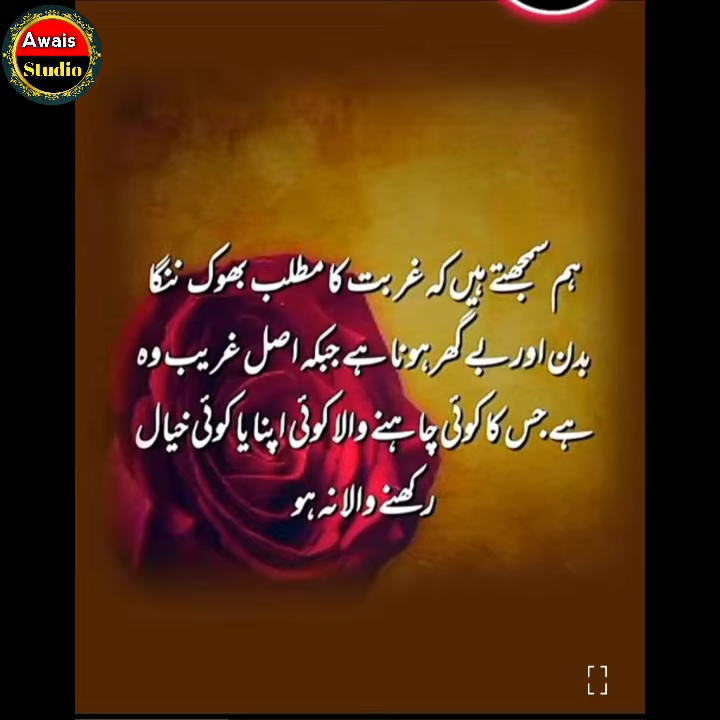 Awais
Studio
ہم سمجھتے ہیں کہ غربت کا مطلب بھوک ننگا
بدن اور بے گھر ہونا ہے جبکہ اصل غریب وہ
ہے.جس کا کوئی چاہنے والا کوئی اپنا یا کوئی خیال
رکھنے والا نہ ہو